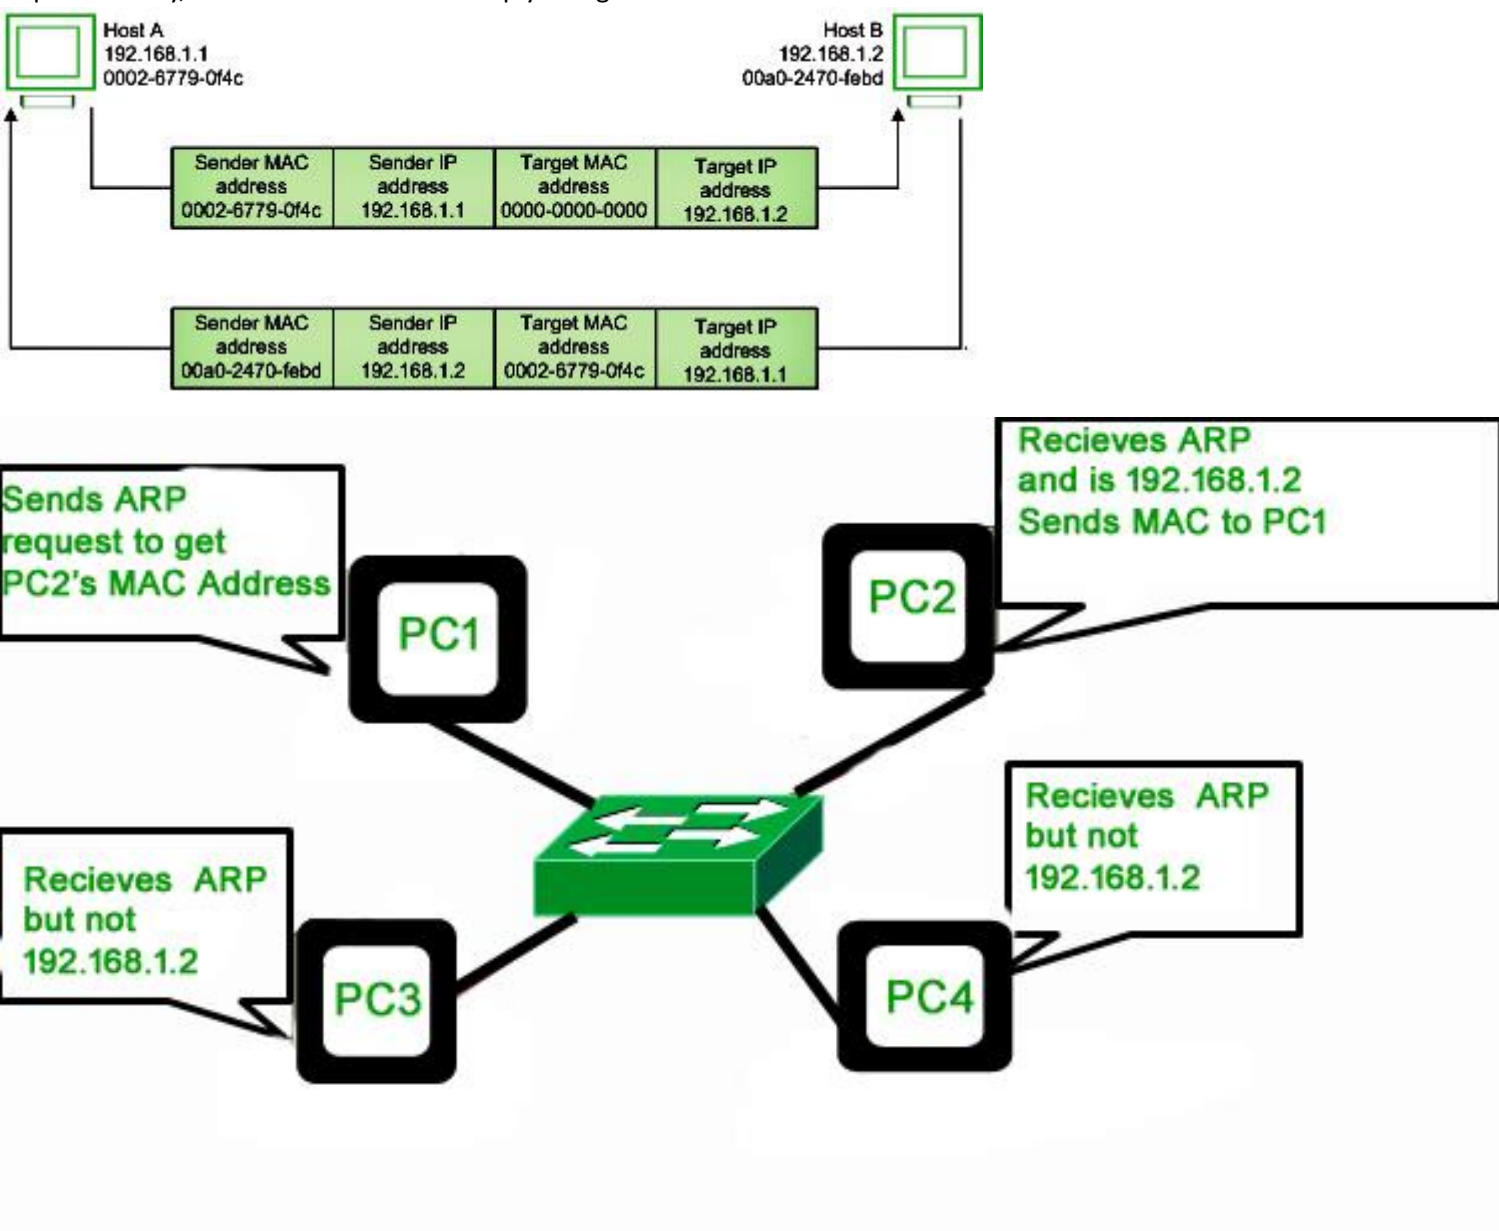 Host A
192.168.1.1
0002-6779-0f4c
Host B
192.168.1.2
00a0-2470-febd
Sender MAC
address
0002-6779-0f4c
Sender IP
address
192.168.1.1
Target MAC
address
0000-0000-0000
Target IP
address
192.168.1.2
Sender MAC
address
00a0-2470-febd
Sender IP
address
192.168.1.2
Target MAC
address
0002-6779-0f4c
Target IP
address
192.168.1.1
Sends ARP
request to get
PC2's MAC Address
PC1
Recieves ARP
and is 192.168.1.2
Sends MAC to PC1
PC2
Recieves ARP
but not
192.168.1.2
PC3
Recieves ARP
but not
192.168.1.2
PC4